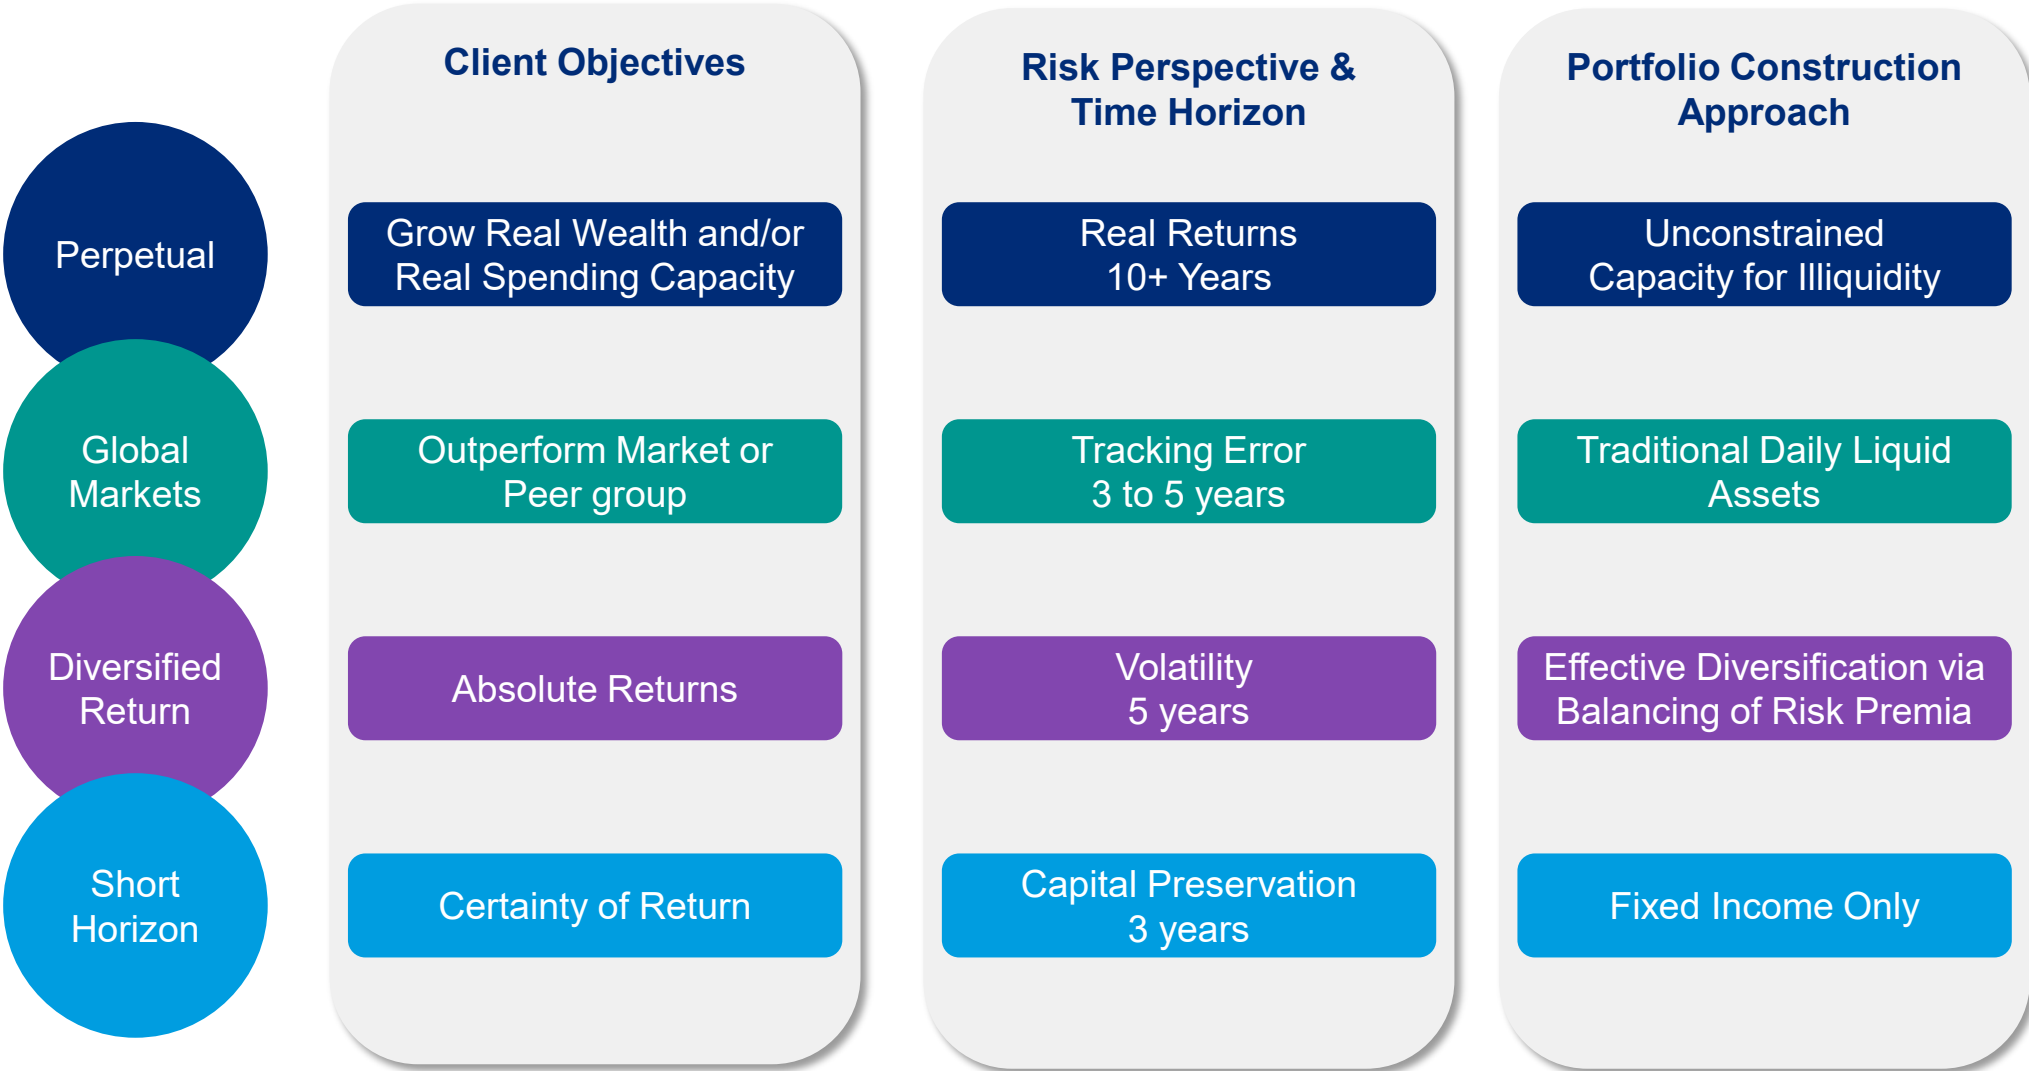 Client Objectives
Risk Perspective &
Time Horizon
Portfolio Construction
Approach
Perpetual
Grow Real Wealth and/or
Real Spending Capacity
Real Returns
10+ Years
Unconstrained
Capacity for Illiquidity
Global
Markets
Outperform Market or
Peer group
Tracking Error
3 to 5 years
Traditional Daily Liquid
Assets
Diversified
Return
Absolute Returns
Volatility
5 years
Effective Diversification via
Balancing of Risk Premia
Short
Horizon
Certainty of Return
Capital Preservation
3 years
Fixed Income Only